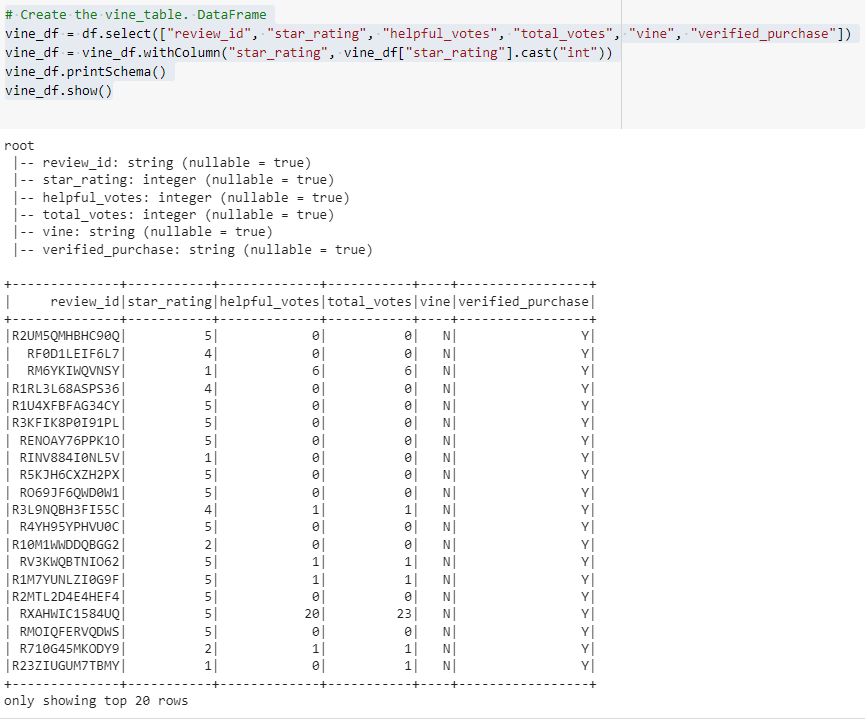 # Create the vine_table. DataFrame
vine_df = df.select(["review_id", "star_rating", "helpful_votes", "total_votes", "vine", "verified_purchase"])
vine_df = vine_df.withColumn("star_rating", vine_df["star_rating"].cast("int"))
vine_df.printSchema()
vine_df.show()
root
 |-- review_id: string (nullable = true)
 |-- star_rating: integer (nullable = true)
 |-- helpful_votes: integer (nullable = true)
 |-- total_votes: integer (nullable = true)
 |-- vine: string (nullable = true)
 |-- verified_purchase: string (nullable = true)
+--------------+-----------+-------------+-----------+----+-----------------+
|     review_id|star_rating|helpful_votes|total_votes|vine|verified_purchase|
+--------------+-----------+-------------+-----------+----+-----------------+
|R2UM5QMHBHC90Q|          5|            0|          0|   N|                Y|
|  RF0D1LEIF6L7|          4|            0|          0|   N|                Y|
|  RM6YKIWQVNSY|          1|            6|          6|   N|                Y|
|R1RL3L68ASPS36|          4|            0|          0|   N|                Y|
|R1U4XFBFAG34CY|          5|            0|          0|   N|                Y|
|R3KFIK8P0I91PL|          5|            0|          0|   N|                Y|
| RENOAY76PPK1O|          5|            0|          0|   N|                Y|
| RINV884I0NL5V|          1|            0|          0|   N|                Y|
| R5KJH6CXZH2PX|          5|            0|          0|   N|                Y|
| RO69JF6QWD0W1|          5|            0|          0|   N|                Y|
|R3L9NQBH3FI55C|          4|            1|          1|   N|                Y|
| R4YH95YPHVU0C|          5|            0|          0|   N|                Y|
|R10M1WWDDQBGG2|          2|            0|          0|   N|                Y|
| RV3KWQBTNIO62|          5|            1|          1|   N|                Y|
|R1M7YUNLZI0G9F|          5|            1|          1|   N|                Y|
|R2MTL2D4E4HEF4|          5|            0|          0|   N|                Y|
| RXAHWIC1584UQ|          5|           20|         23|   N|                Y|
| RMOIQFERVQDWS|          5|            0|          0|   N|                Y|
| R710G45MKODY9|          2|            1|          1|   N|                Y|
|R23ZIUGUM7TBMY|          1|            0|          1|   N|                Y|
+--------------+-----------+-------------+-----------+----+-----------------+
only showing top 20 rows